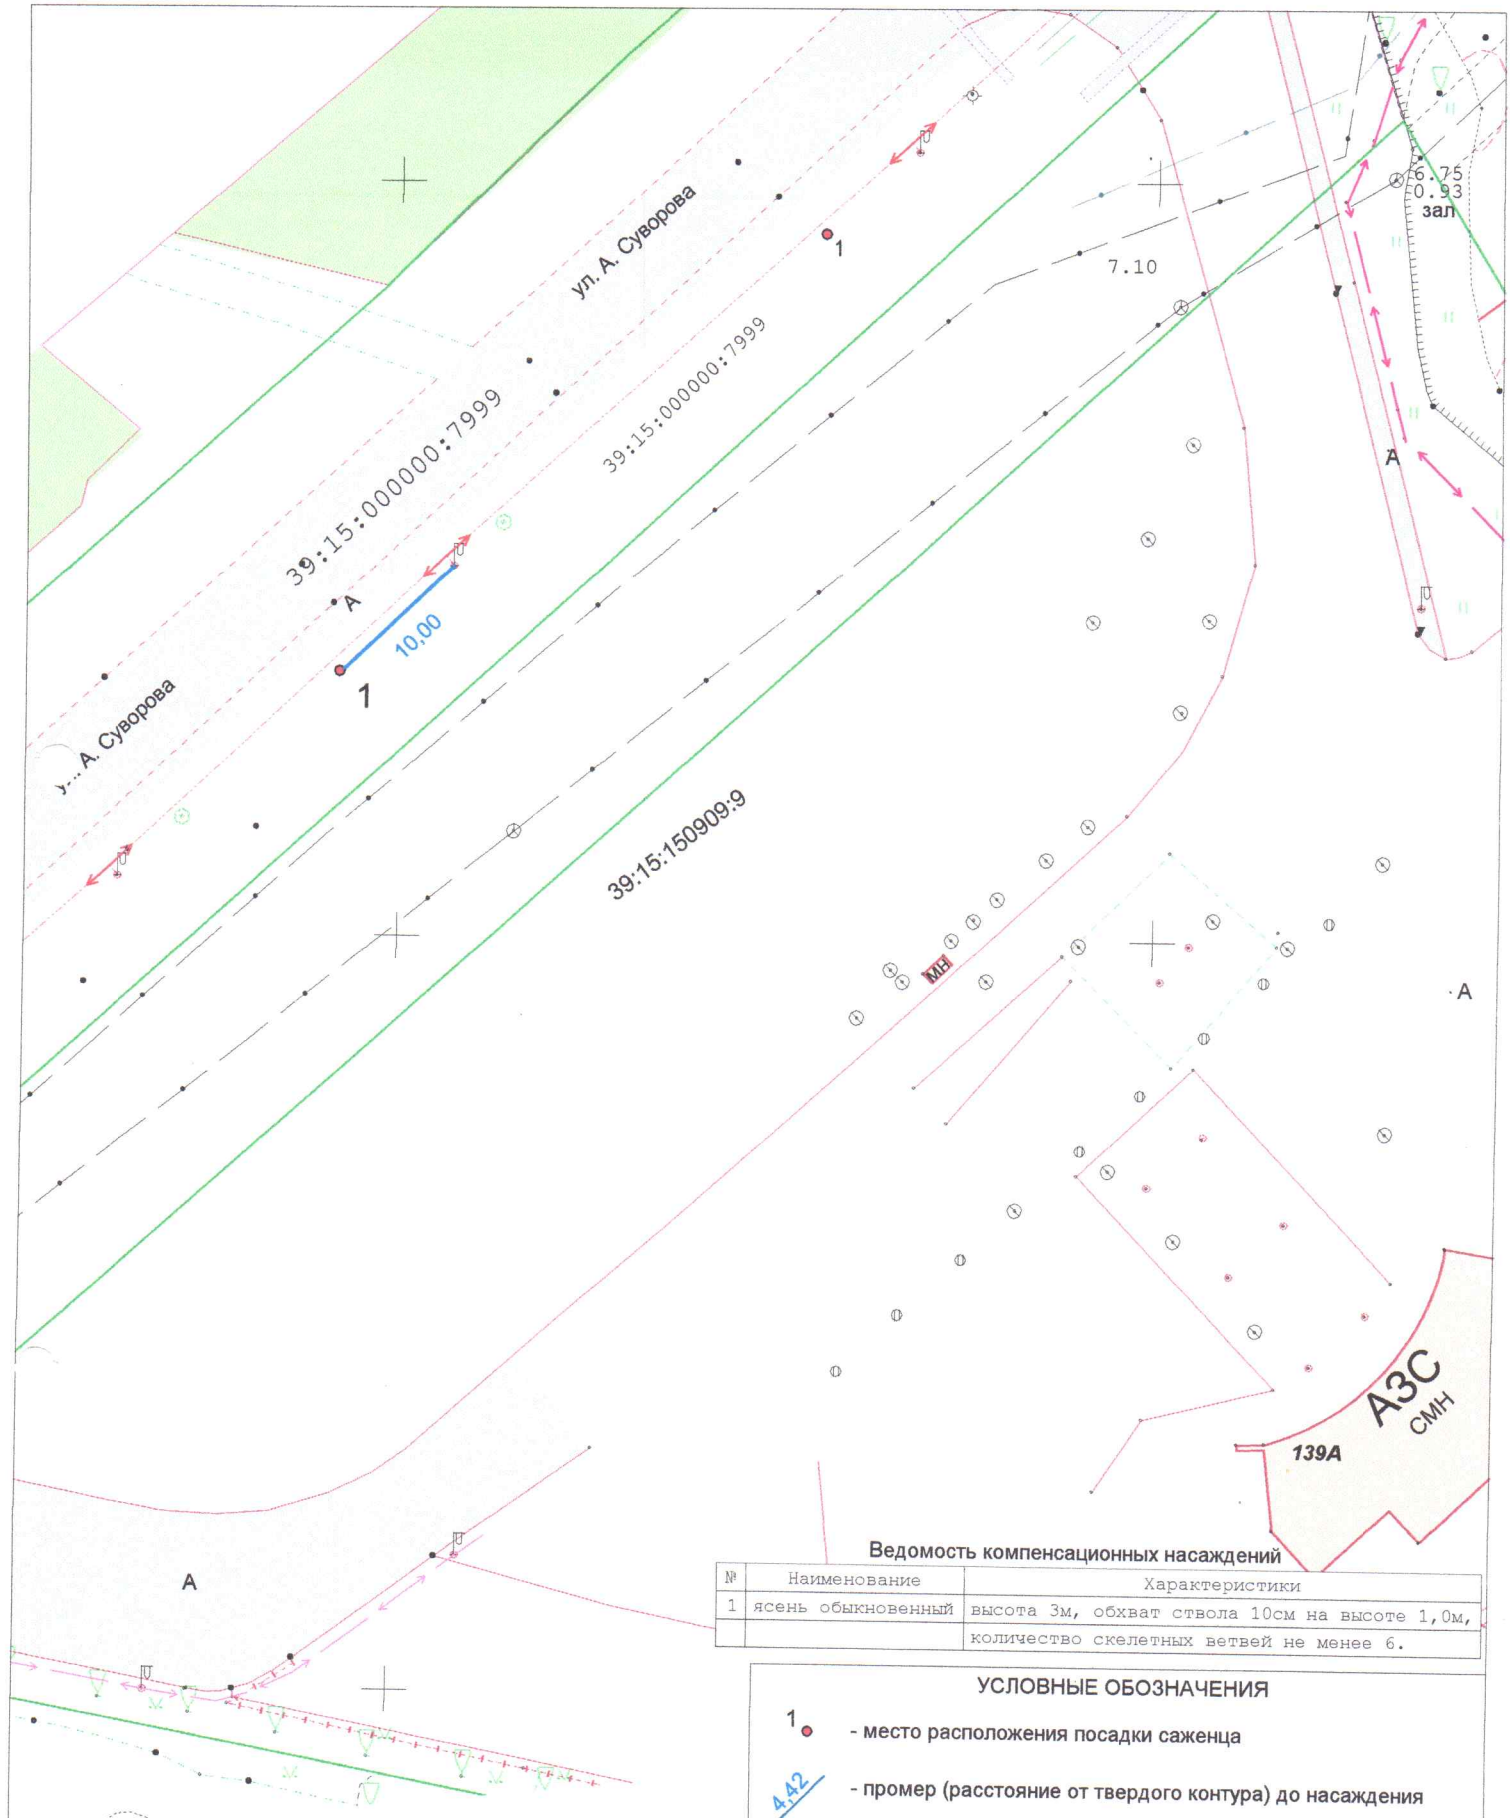 ул. А. Суворова
1
6.75
0.93
зал
7.10
39:15:000000:7999
39:15:000000:7999
А
А
10,00
1
А. Суворова
39:15:150909:9
МН
А
АЗС
СМН
139А
А
Ведомость компенсационных насаждений
№ Наименование Характеристики
1 ясень обыкновенный высота 3м, обхват ствола 10см на высоте 1,0м,
количество скелетных ветвей не менее 6.
УСЛОВНЫЕ ОБОЗНАЧЕНИЯ
1 - место расположения посадки саженца
4,42 - промер (расстояние от твердого контура) до насаждения